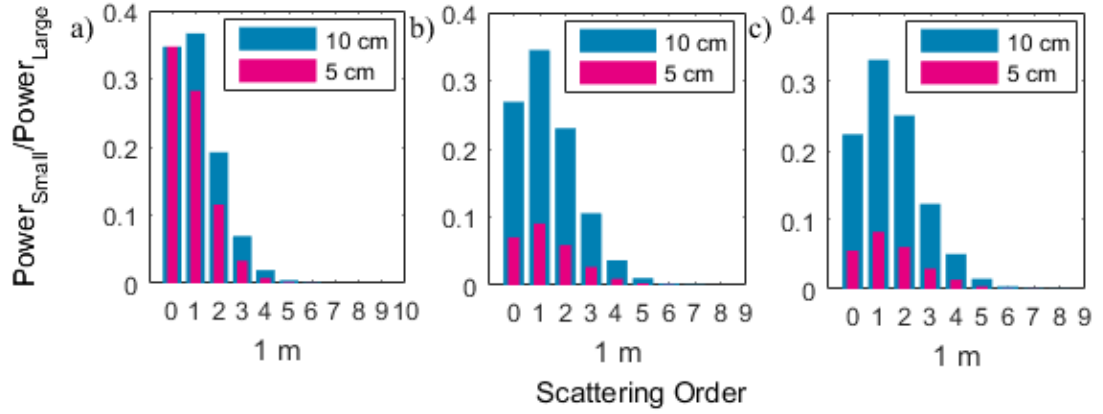 Power_Small/Power_Large
a)
0.4
0.3
0.2
0.1
0
10 cm
5 cm
0 1 2 3 4 5 6 7 8 9 10
1 m
b)
0.4
0.3
0.2
0.1
0
10 cm
5 cm
0 1 2 3 4 5 6 7 8 9
1 m
c)
0.4
0.3
0.2
0.1
0
10 cm
5 cm
0 1 2 3 4 5 6 7 8 9
1 m
Scattering Order